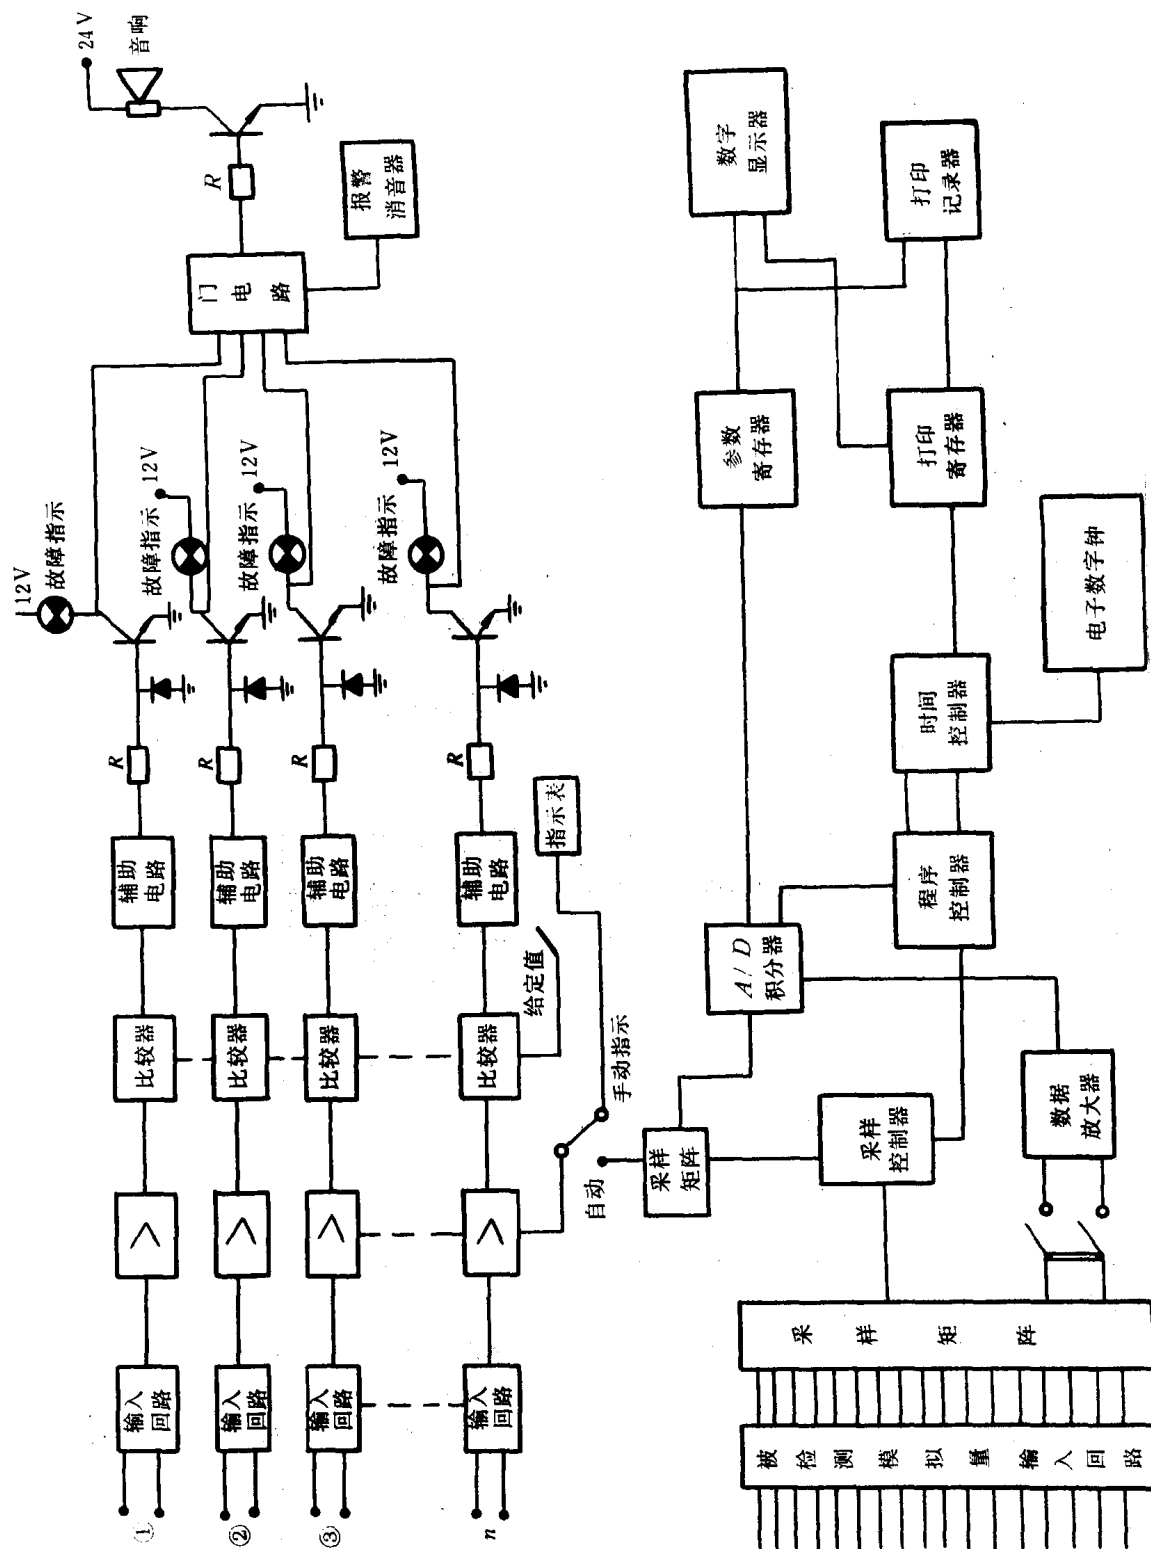 ①
输入
回路
>
比较器
辅助
电路
R
12V
故障指示
②
输入
回路
>
比较器
辅助
电路
R
故障指示
12V
③
输入
回路
>
比较器
辅助
电路
R
故障指示
12V
n
输入
回路
>
比较器
辅助
电路
R
故障指示
12V
门电路
R
24V
音响
报警
消音器
给定值
指示表
手动指示
自动
采样
矩阵
A/D
积分器
参数
寄存器
数字
显示器
采样
控制器
程序
控制器
时间
控制器
打印
寄存器
打印
记录器
数据
放大器
电子数字钟
采样矩阵
被检测模拟量输入回路